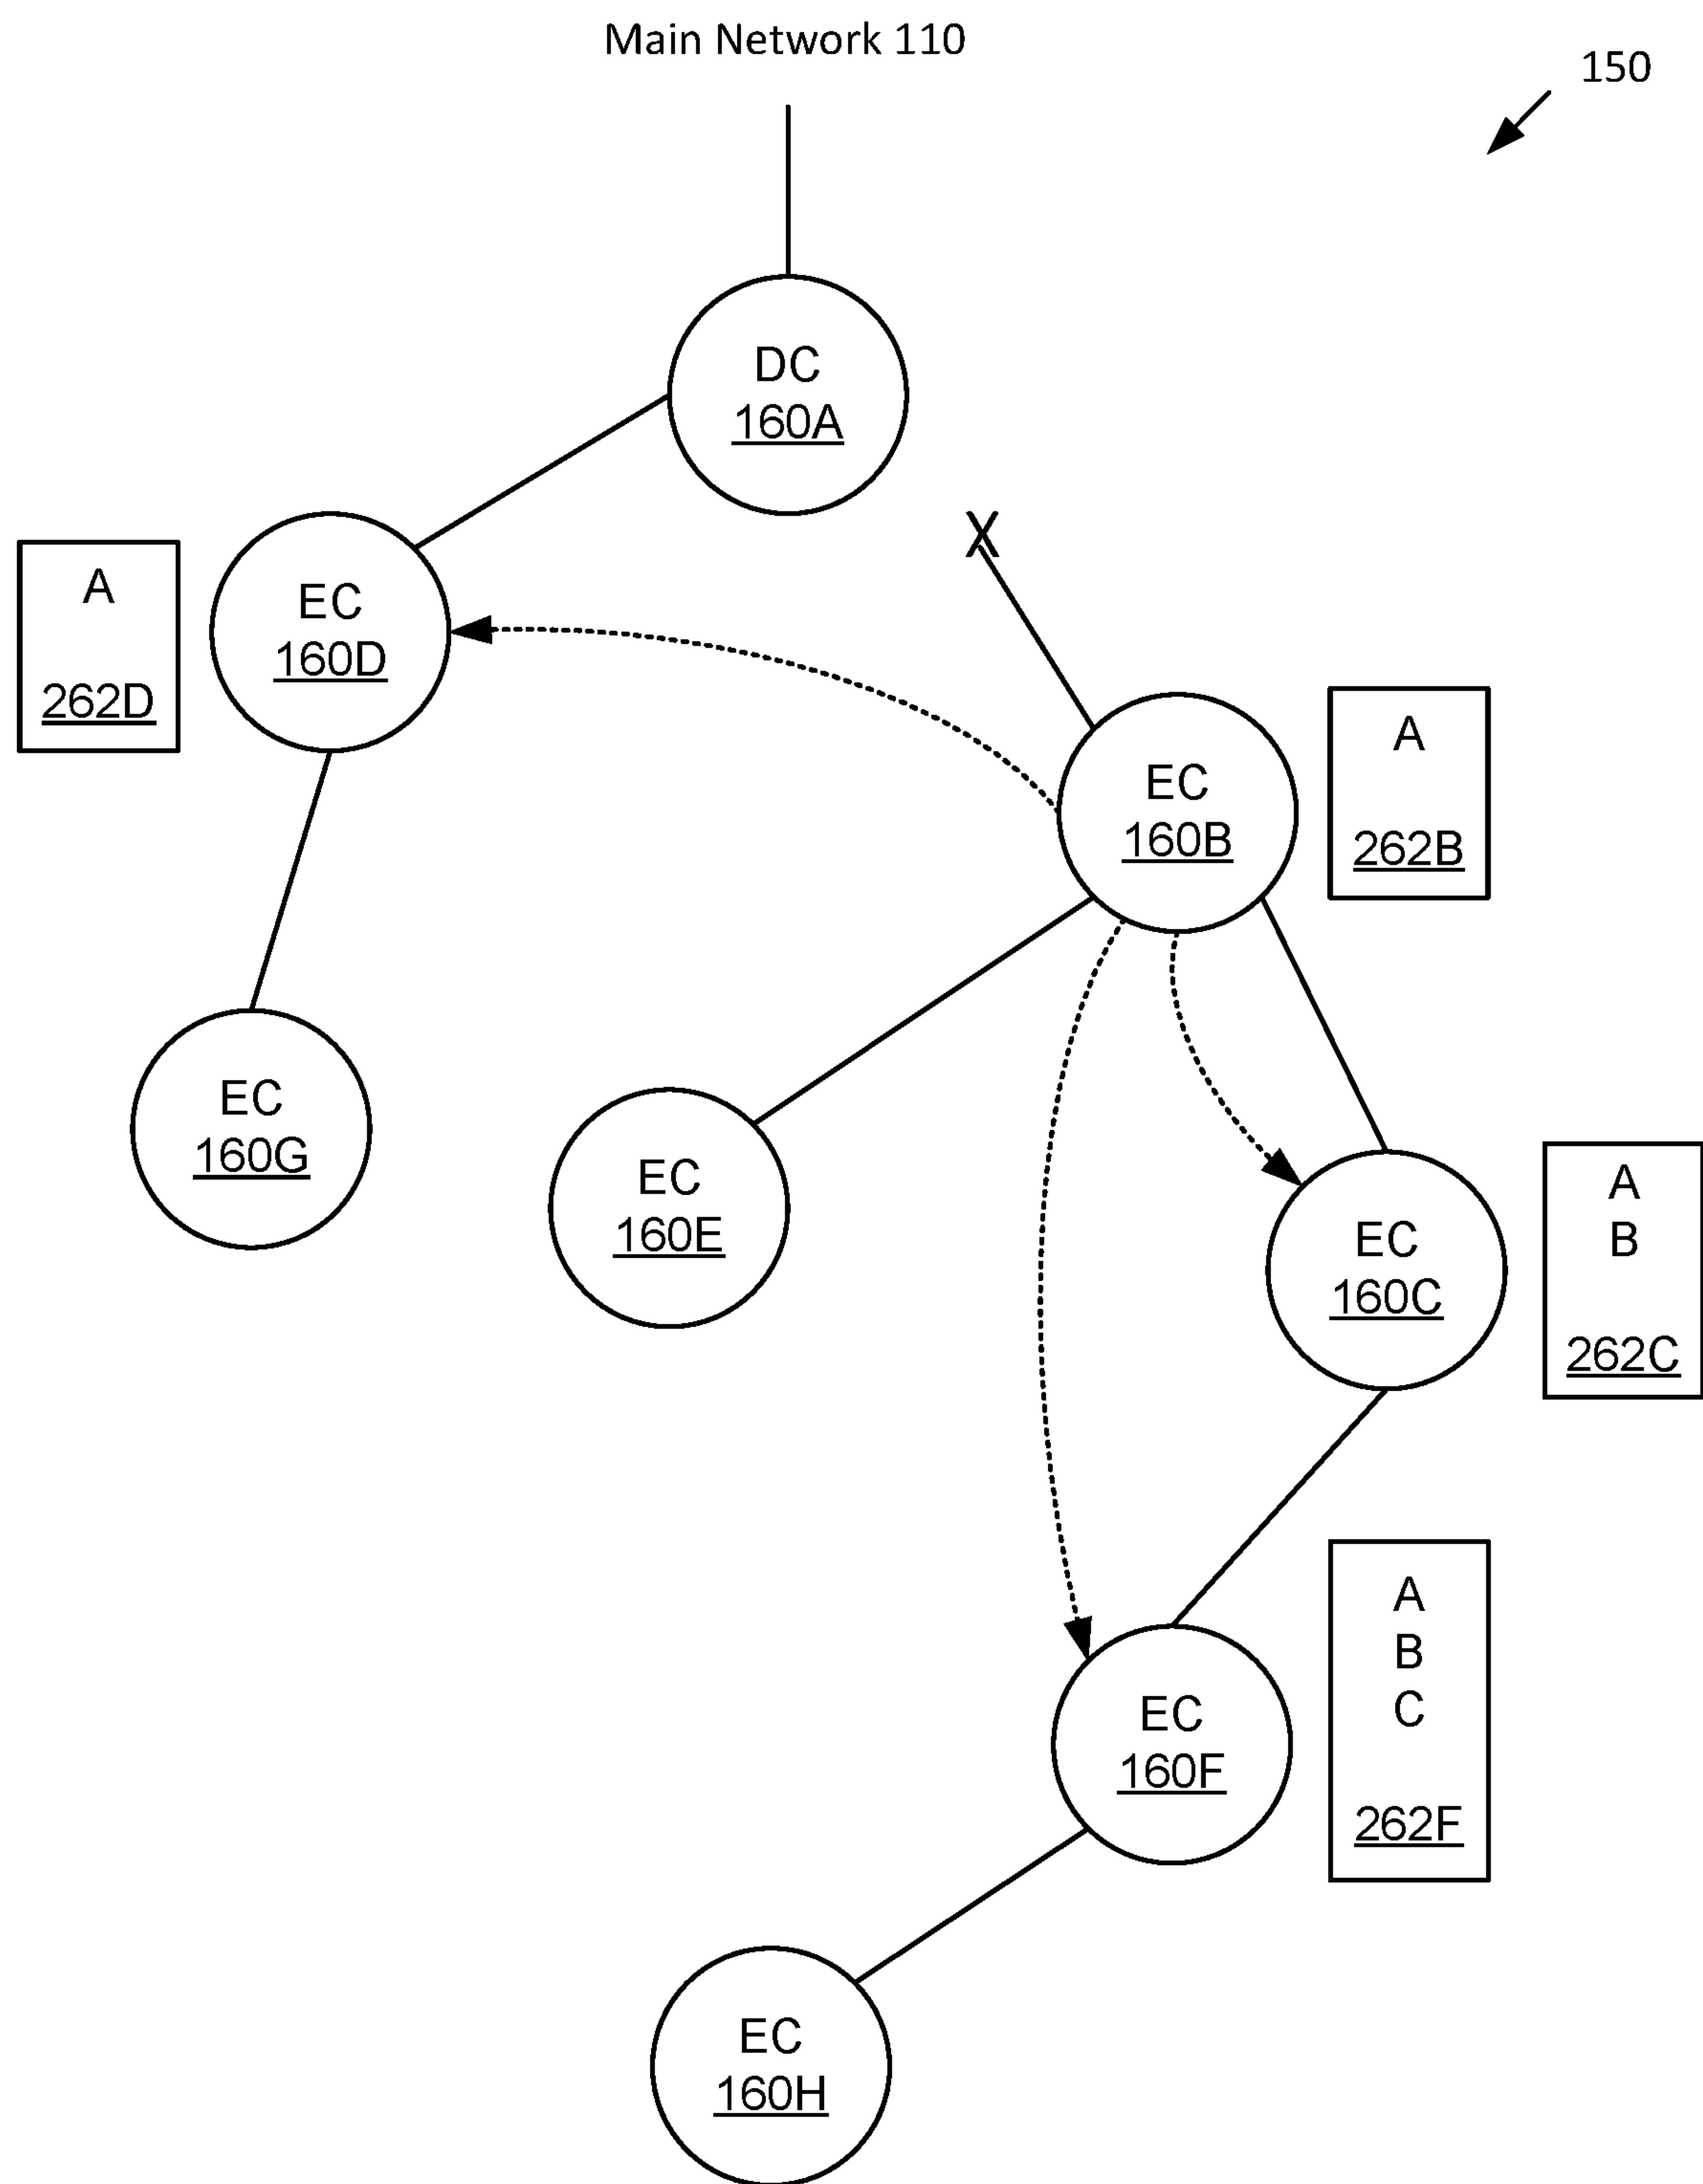 Main Network 110
150
DC
160A
X
A
262D
EC
160D
A
262B
EC
160B
EC
160G
EC
160E
A
B
262C
EC
160C
A
B
C
262F
EC
160F
EC
160H